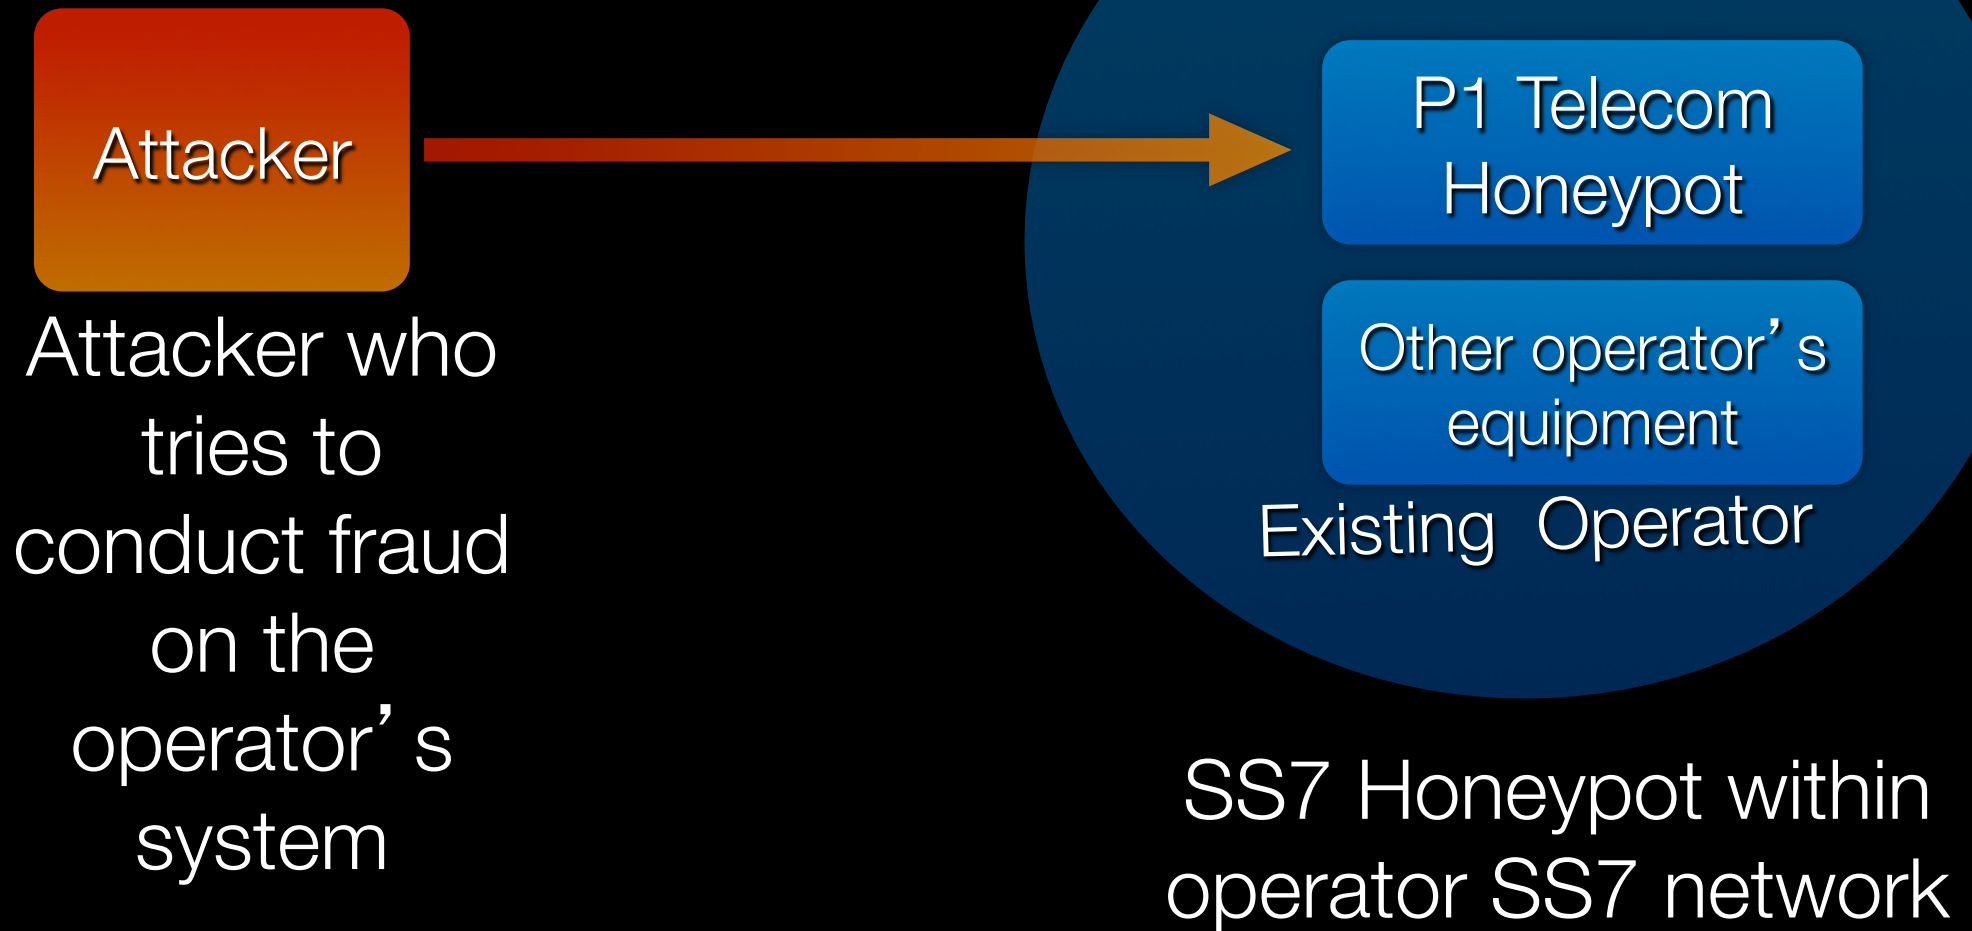 Attacker
Attacker who
tries to
conduct fraud
on the
operator’s
system
P1 Telecom
Honeypot
Other operator’s
equipment
Existing Operator
SS7 Honeypot within
operator SS7 network